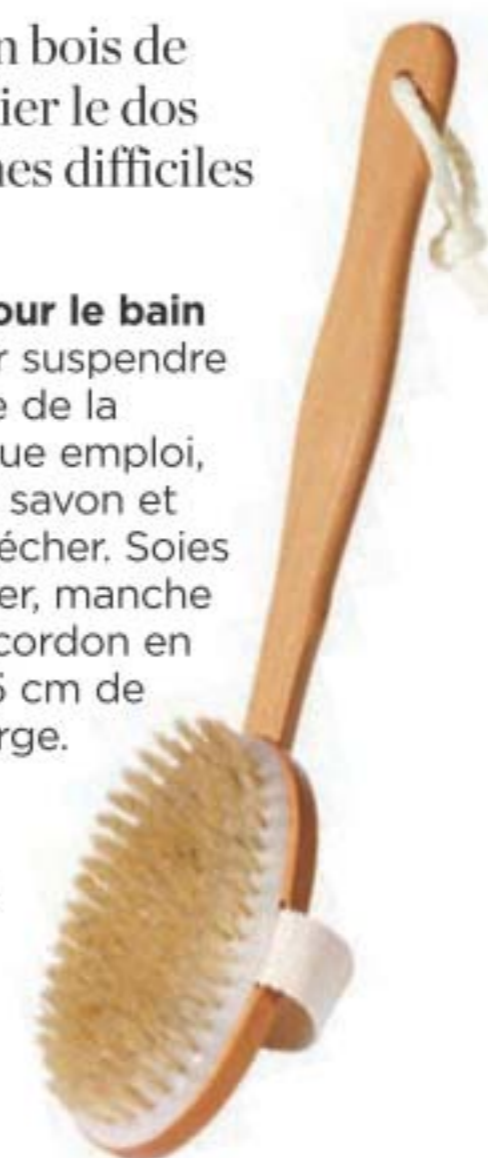 n bois de
ier le dos
nes difficiles
our le bain
r suspendre
e de la
ue emploi,
savon et
écher. Soies
er, manche
cordon en
5 cm de
rge.